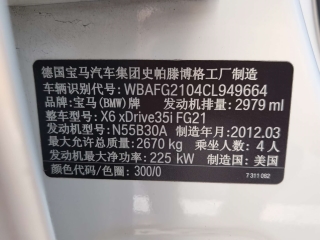 德国宝马汽车集团史帕滕博格工厂制造
车辆识别代号: WBAFG2104CL949664
品牌: 宝马(BMW)牌 发动机排量: 2979 ml
整车型号: X6 xDrive35i FG21
发动机型号: N55B30A 制造年月: 2012.03
最大允许总质量: 2670 kg 乘坐人数: 4人
发动机最大净功率: 225 kW 制造国: 美国
颜色代码/色圈: 300/0
7 311 062